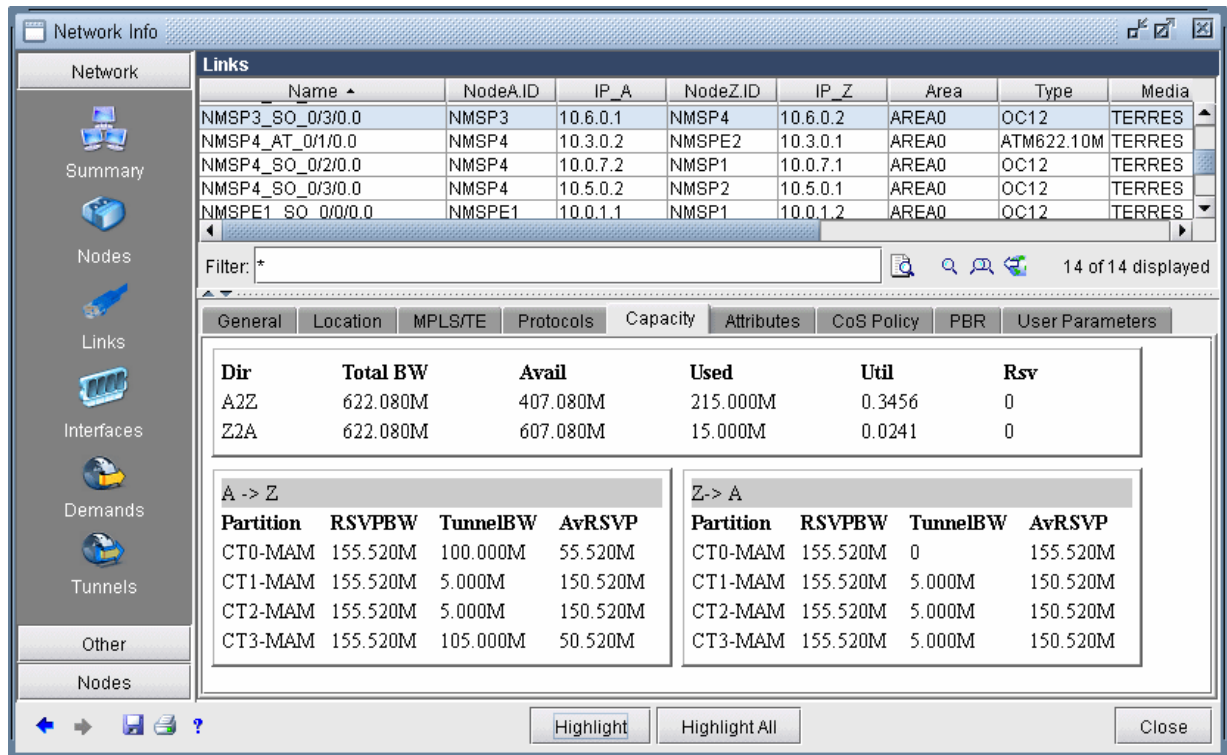 Network Info
Network
Summary
Nodes
Links
Interfaces
Demands
Tunnels
Other
Nodes
Links
Name NodeA.ID IP_A NodeZ.ID IP_Z Area Type Media
NMSP3_SO_0/3/0.0 NMSP3 10.6.0.1 NMSP4 10.6.0.2 AREA0 OC12 TERRES
NMSP4_AT_0/1/0.0 NMSP4 10.3.0.2 NMSPE2 10.3.0.1 AREA0 ATM622.10M TERRES
NMSP4_SO_0/2/0.0 NMSP4 10.0.7.2 NMSP1 10.0.7.1 AREA0 OC12 TERRES
NMSP4_SO_0/3/0.0 NMSP4 10.5.0.2 NMSP2 10.5.0.1 AREA0 OC12 TERRES
NMSPE1_SO_0/0/0.0 NMSPE1 10.0.1.1 NMSP1 10.0.1.2 AREA0 OC12 TERRES
Filter: * 14 of 14 displayed
General Location MPLS/TE Protocols Capacity Attributes CoS Policy PBR User Parameters
Dir Total BW Avail Used Util Rsv
A2Z 622.080M 407.080M 215.000M 0.3456 0
Z2A 622.080M 607.080M 15.000M 0.0241 0
A -> Z
Partition RSVPBW TunnelBW AvRSVP
CT0-MAM 155.520M 100.000M 55.520M
CT1-MAM 155.520M 5.000M 150.520M
CT2-MAM 155.520M 5.000M 150.520M
CT3-MAM 155.520M 105.000M 50.520M
Z-> A
Partition RSVPBW TunnelBW AvRSVP
CT0-MAM 155.520M 0 155.520M
CT1-MAM 155.520M 5.000M 150.520M
CT2-MAM 155.520M 5.000M 150.520M
CT3-MAM 155.520M 5.000M 150.520M
? Highlight Highlight All Close